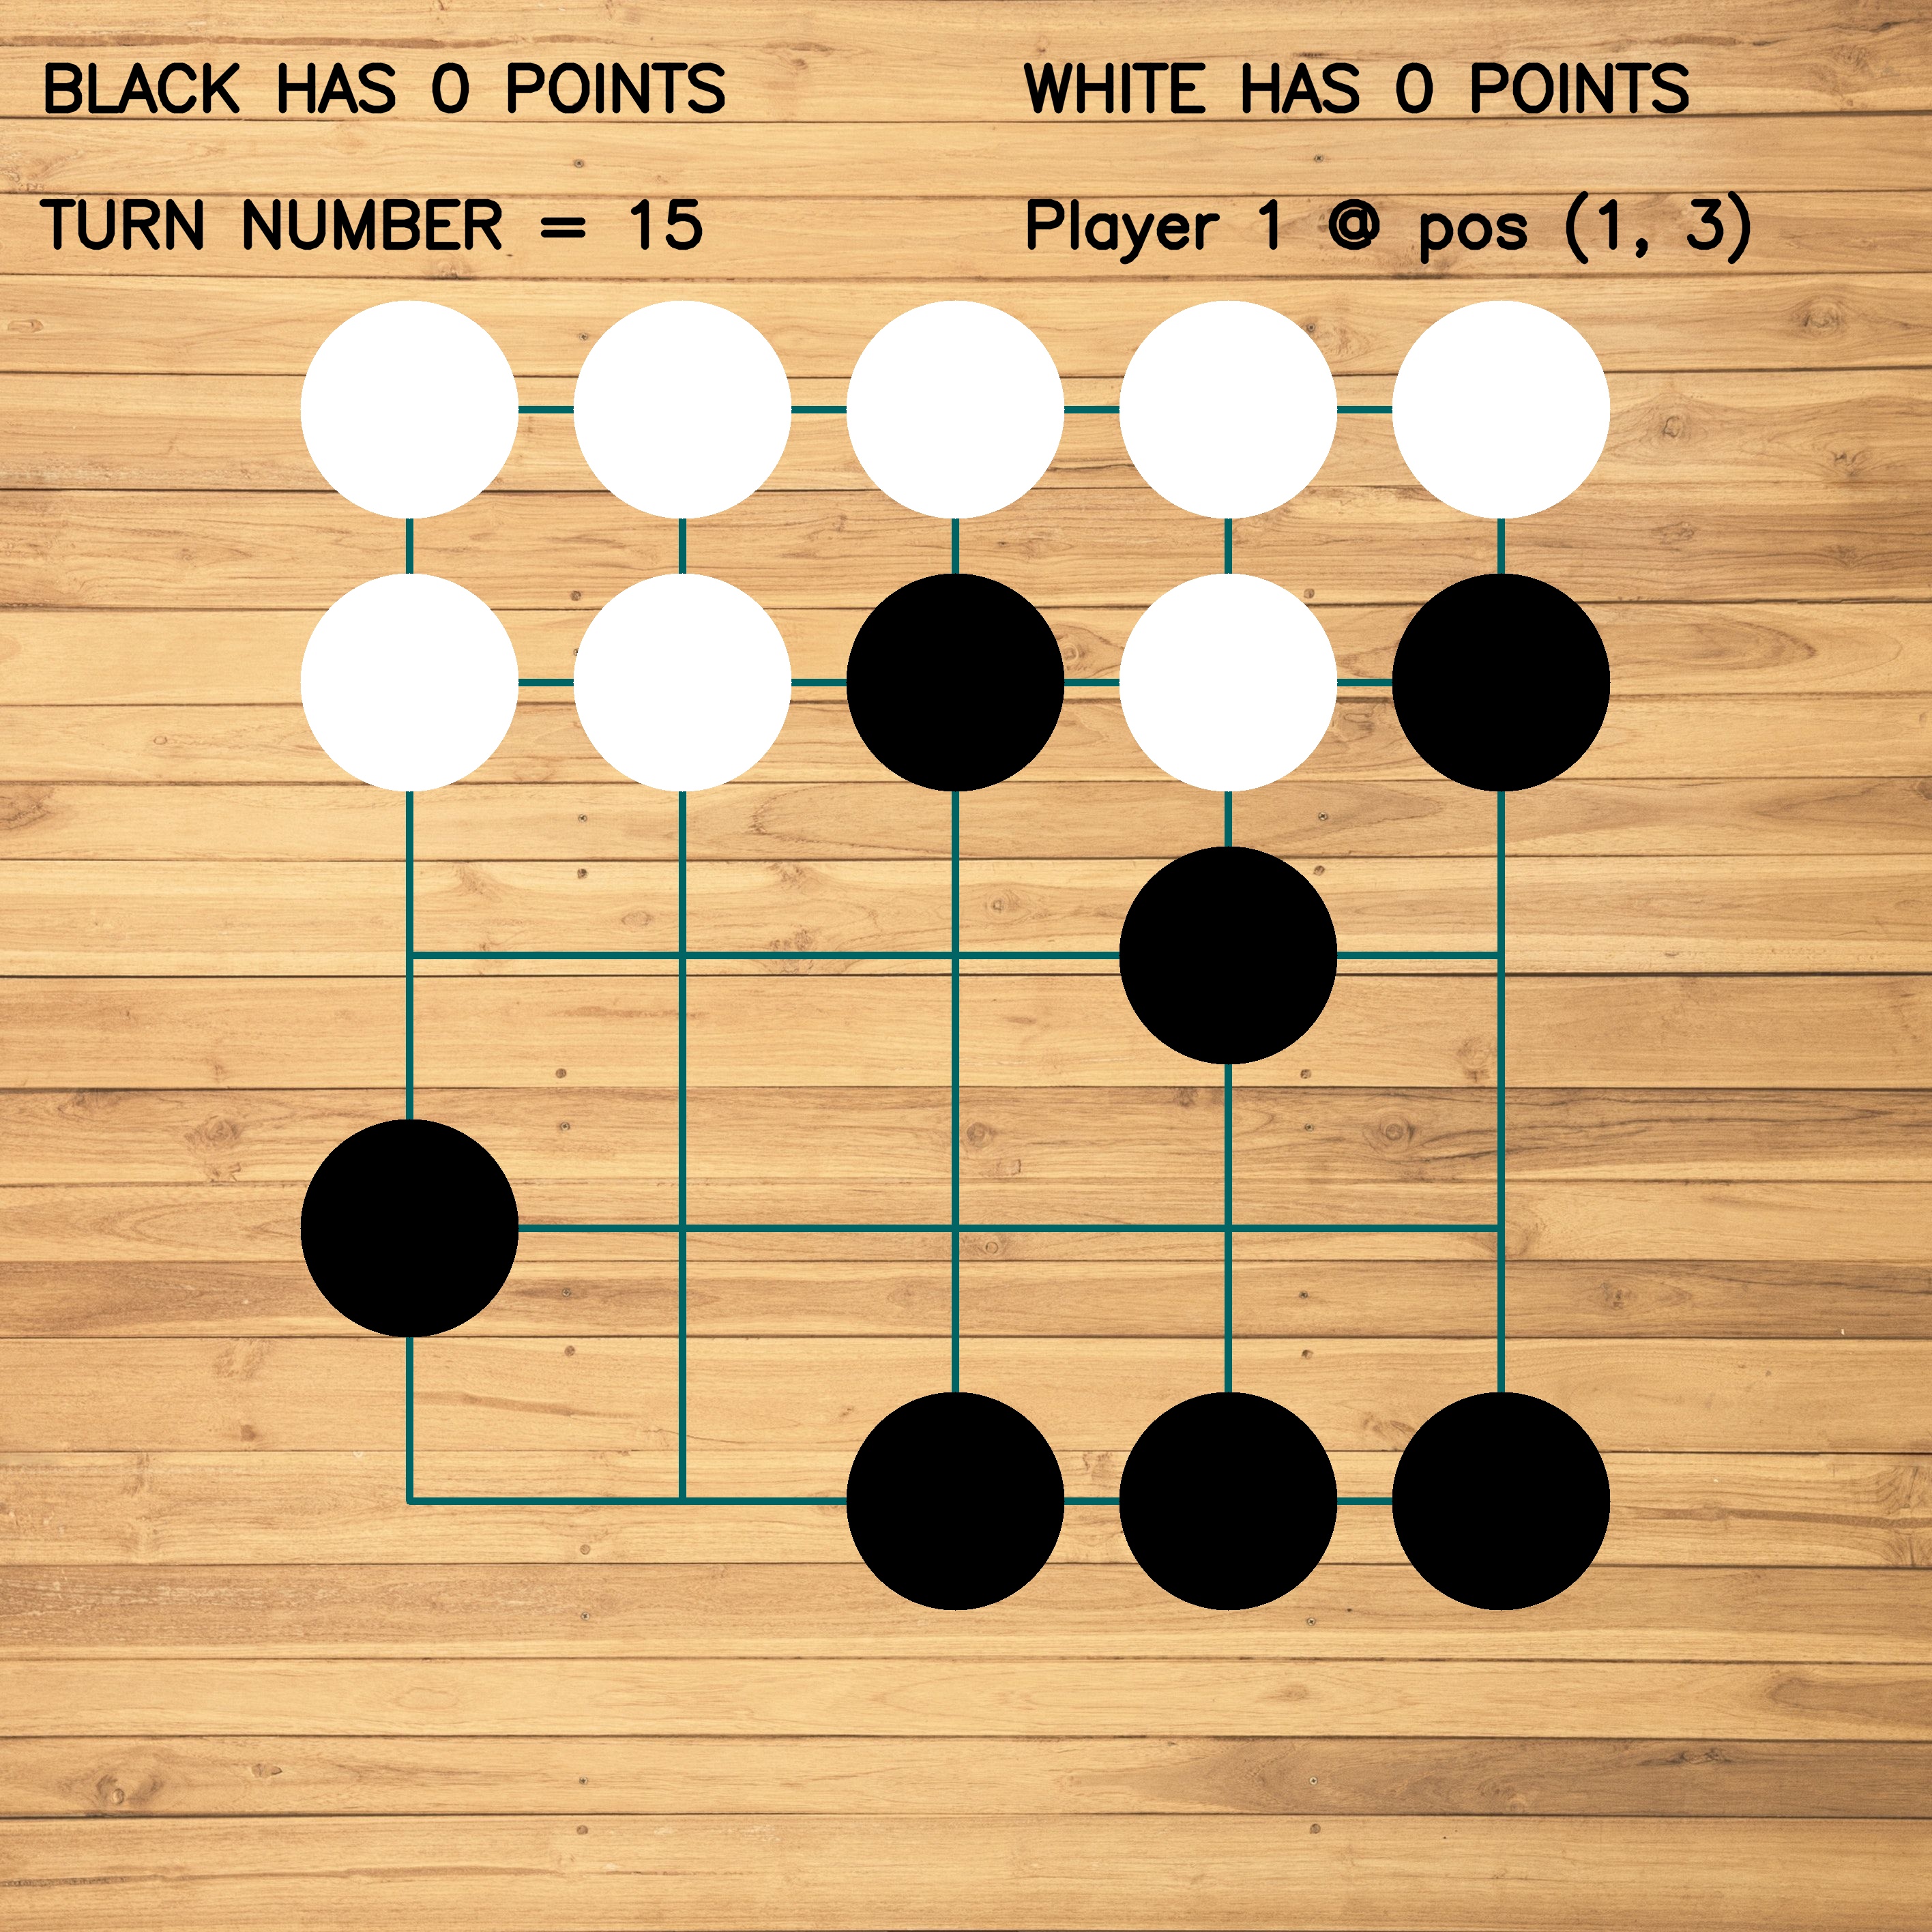 BLACK HAS 0 POINTS
WHITE HAS 0 POINTS
TURN NUMBER = 15
Player 1 @ pos (1, 3)